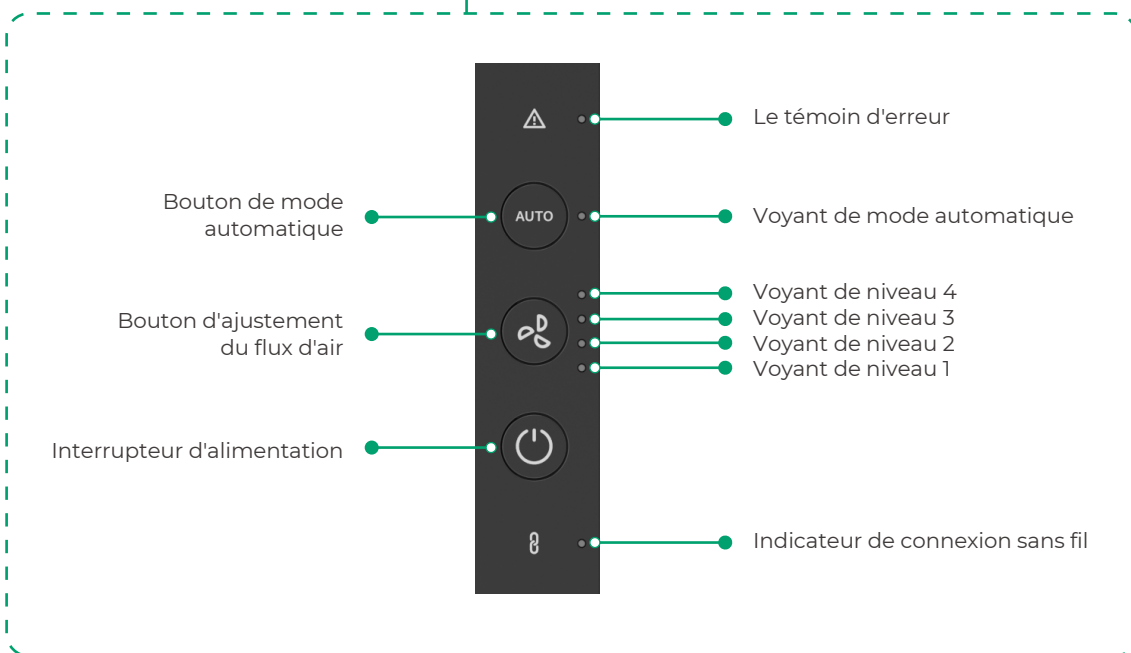 Le témoin d'erreur
Bouton de mode
automatique
AUTO
Voyant de mode automatique
Voyant de niveau 4
Voyant de niveau 3
Voyant de niveau 2
Voyant de niveau 1
Bouton d'ajustement
du flux d'air
Interrupteur d'alimentation
Indicateur de connexion sans fil